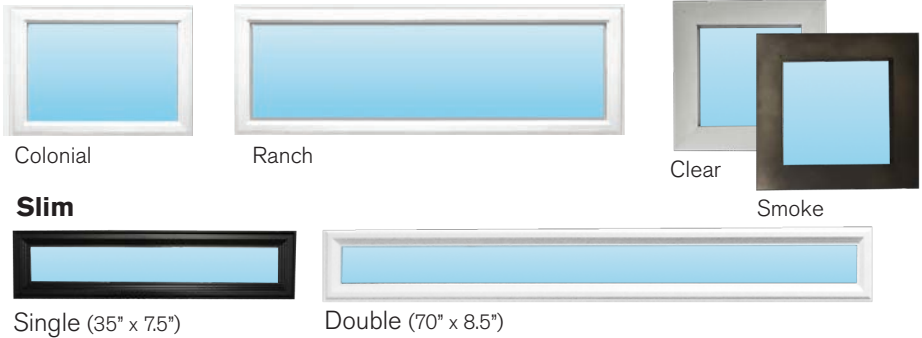 Colonial
Ranch
Clear
Smoke
Slim
Single (35” x 7.5”)
Double (70” x 8.5”)